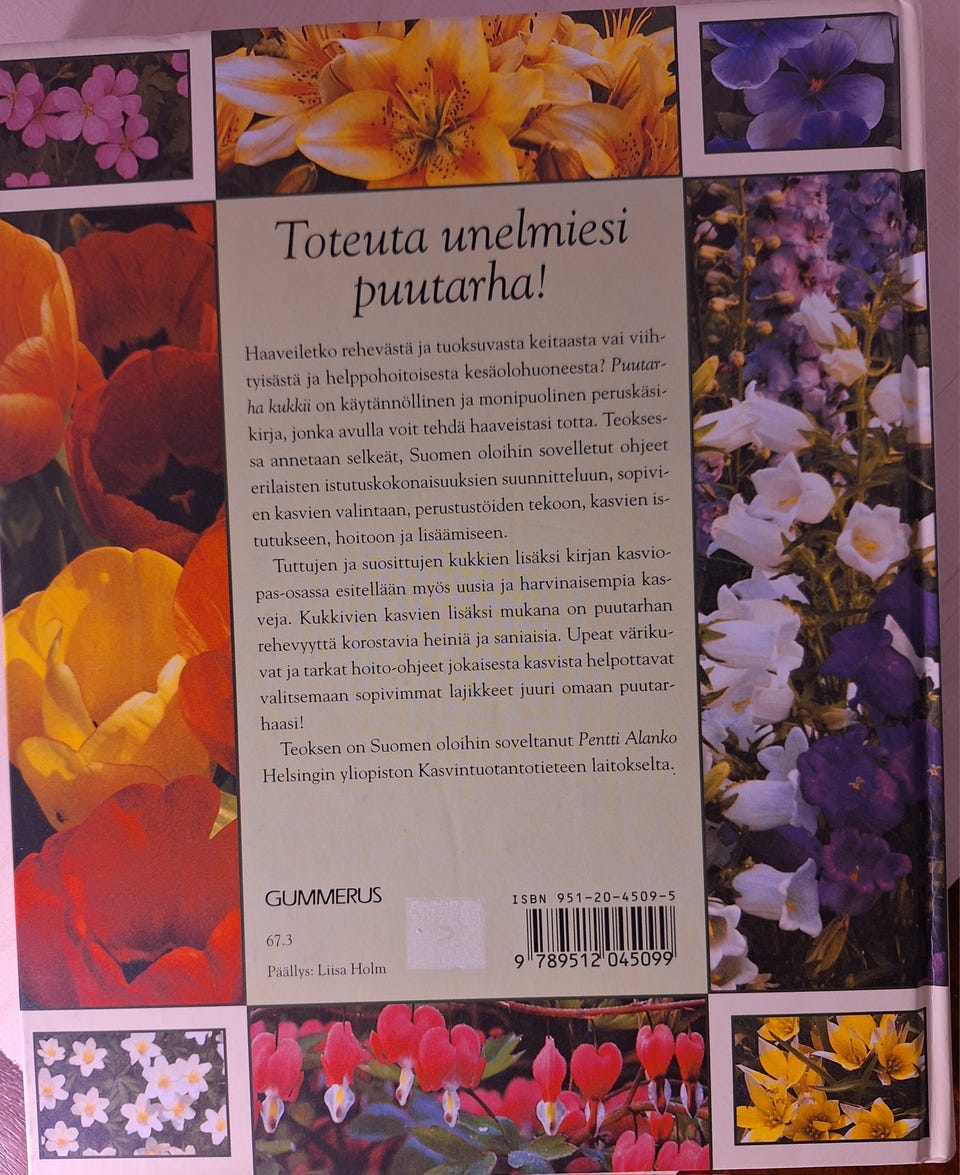 Toteuta unelmiesi
puutarha!
Haaveiletko rehevästä ja tuoksuvasta keitaasta vai viih-
tyisästä ja helppohoitoisesta kesäolohuoneesta? Puutar-
ha kukkii on käytännöllinen ja monipuolinen peruskäsi-
kirja, jonka avulla voit tehdä haaveistasi totta. Teokses-
sa annetaan selkeät, Suomen oloihin sovelletut ohjeet
erilaisten istutuskokonaisuuksien suunnitteluun, sopivi-
en kasvien valintaan, perustustöiden tekoon, kasvien is-
tutukseen, hoitoon ja lisäämiseen.
Tuttujen ja suosittujen kukkien lisäksi kirjan kasvio-
pas-osassa esitellään myös uusia ja harvinaisempia kas-
veja. Kukkivien kasvien lisäksi mukana on puutarhan
rehevyyttä korostavia heiniä ja saniaisia. Upeat väriku-
vat ja tarkat hoito-ohjeet jokaisesta kasvista helpottavat
valitsemaan sopivimmat lajikkeet juuri omaan puutar-
haasi!
Teoksen on Suomen oloihin soveltanut Pentti Alanko
Helsingin yliopiston Kasvintuotantotieteen laitokselta.
GUMMERUS
67.3
Päällys: Liisa Holm
ISBN 951-20-4509-5
9 789512 045099